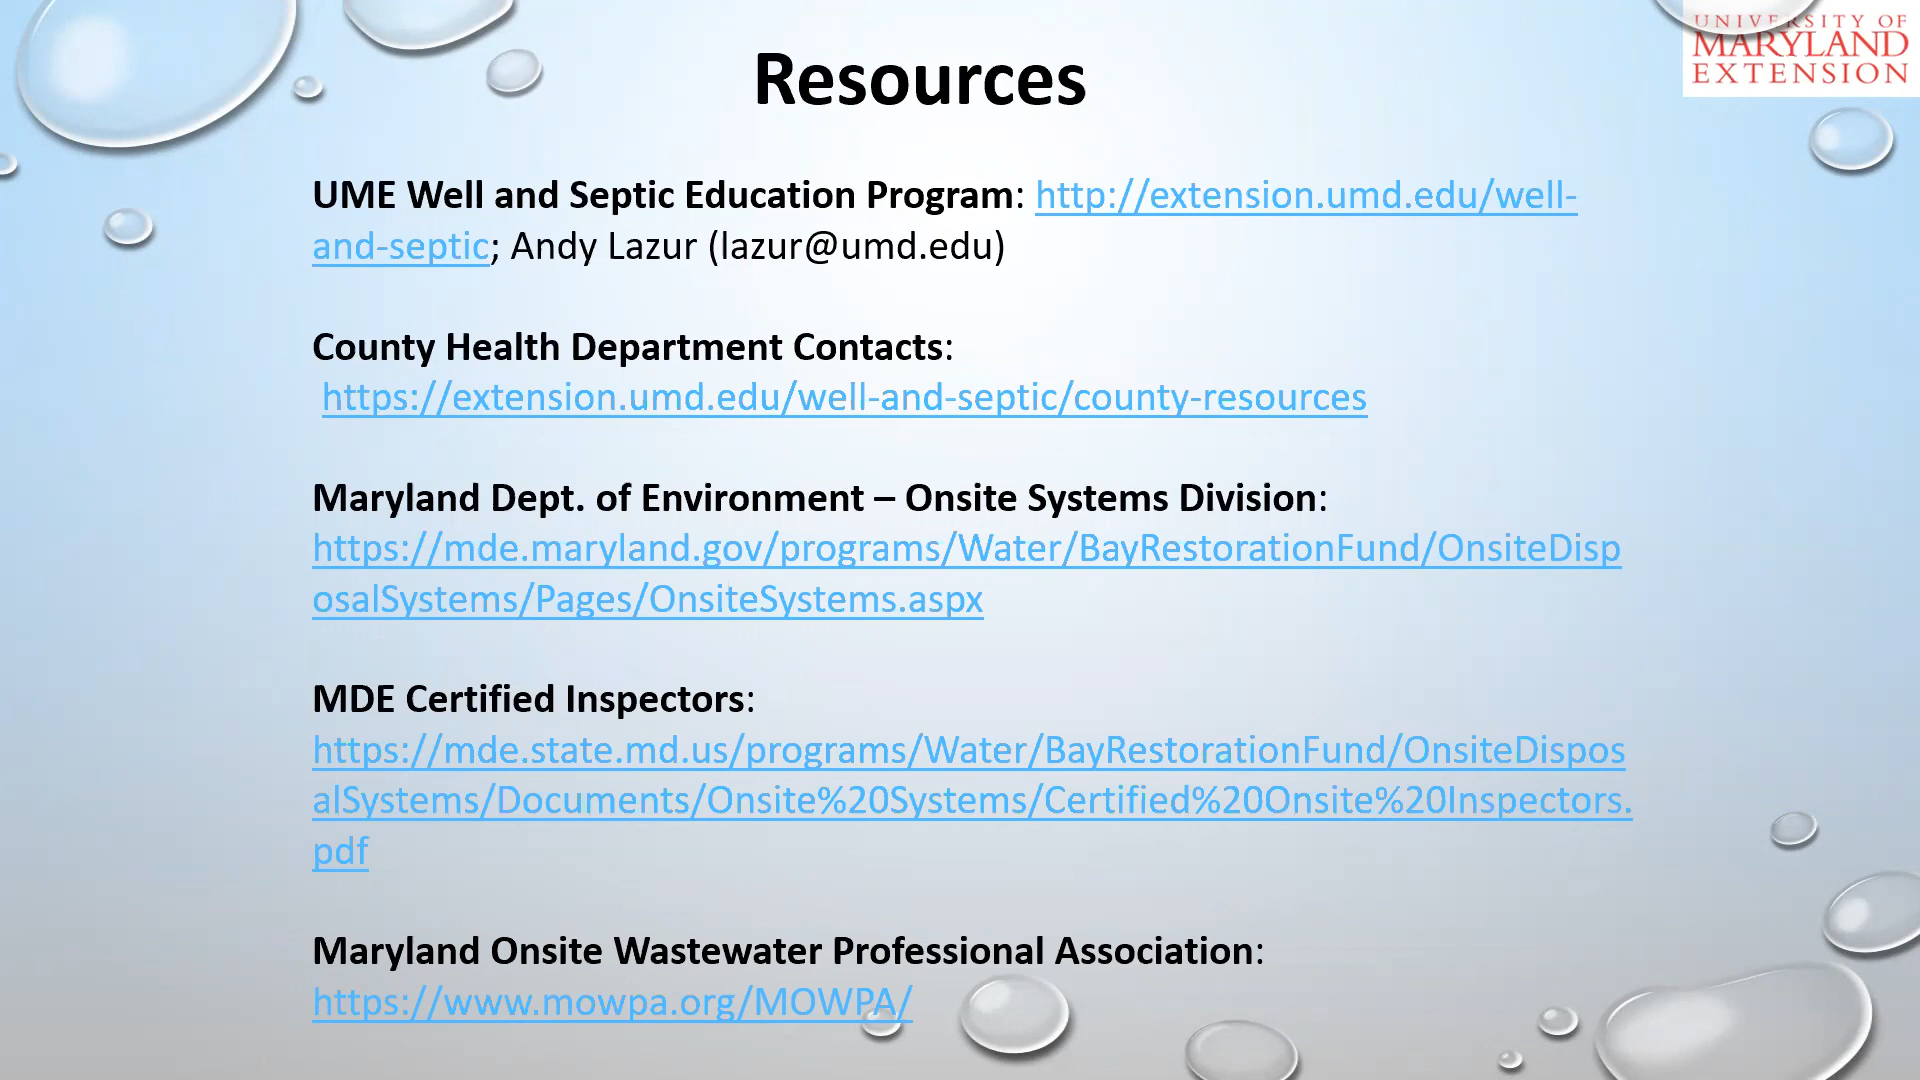 UNIVERSITY OF
MARYLAND
EXTENSION
Resources
UME Well and Septic Education Program: http://extension.umd.edu/well-
and-septic; Andy Lazur (lazur@umd.edu)
County Health Department Contacts:
https://extension.umd.edu/well-and-septic/county-resources
Maryland Dept. of Environment – Onsite Systems Division:
https://mde.maryland.gov/programs/Water/BayRestorationFund/OnsiteDisp
osalSystems/Pages/OnsiteSystems.aspx
MDE Certified Inspectors:
https://mde.state.md.us/programs/Water/BayRestorationFund/OnsiteDispos
alSystems/Documents/Onsite%20Systems/Certified%20Onsite%20Inspectors.
pdf
Maryland Onsite Wastewater Professional Association:
https://www.mowpa.org/MOWPA/